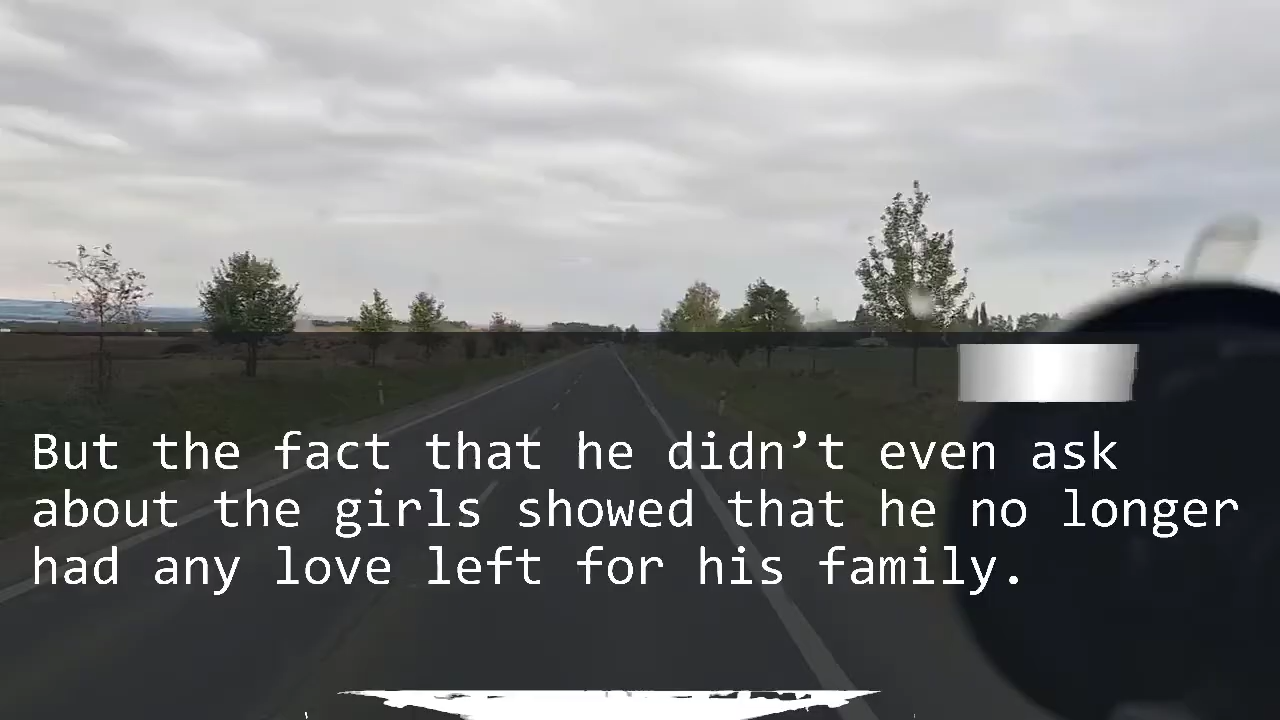 But the fact that he didn’t even ask
about the girls showed that he no longer
had any love left for his family.